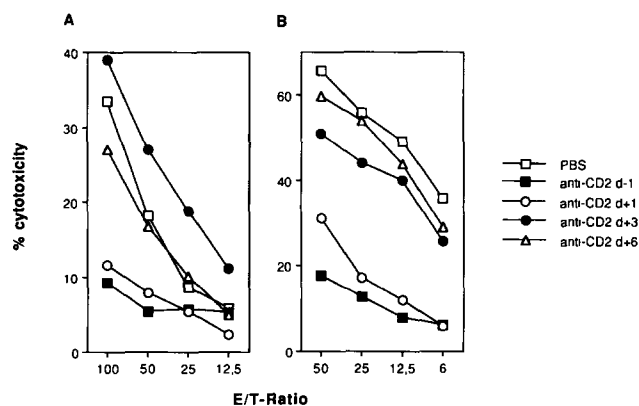 A
B
% cytotoxicity
40
30
20
10
0
100 50 25 12,5
60
40
20
0
50 25 12,5 6
E/T-Ratio
PBS
anti-CD2 d-1
anti-CD2 d+1
anti-CD2 d+3
anti-CD2 d+6